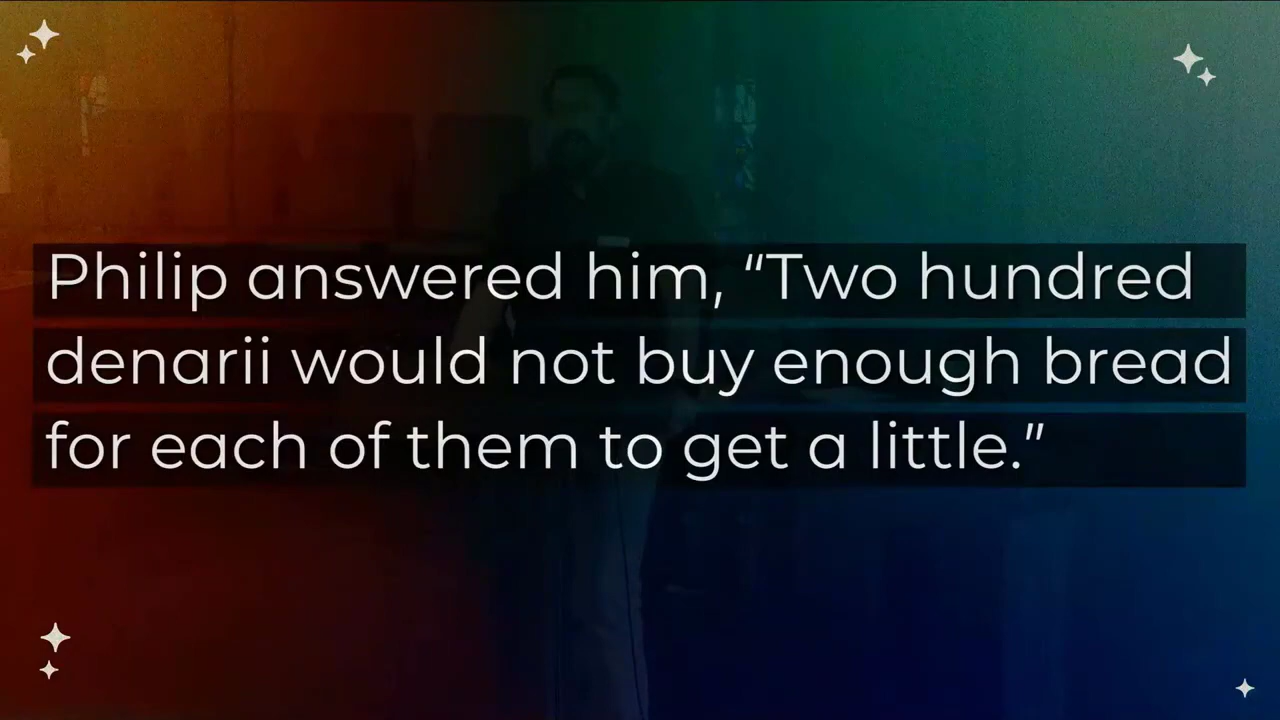 Philip answered him, “Two hundred
denarii would not buy enough bread
for each of them to get a little.”